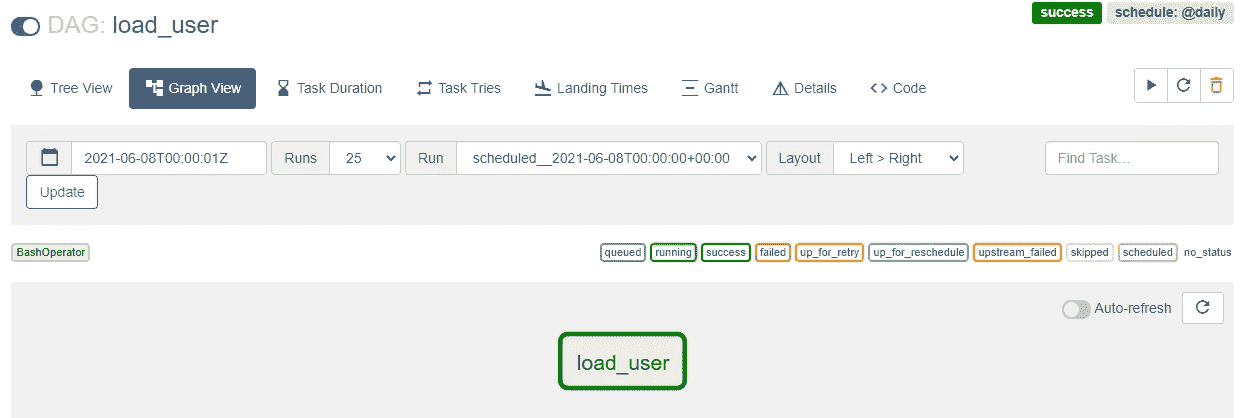 DAG: load_user
success schedule: @daily
Tree View Graph View Task Duration Task Tries Landing Times Gantt Details <> Code
2021-06-08T00:00:01Z Runs 25 Run scheduled__2021-06-08T00:00:00+00:00 Layout Left > Right Find Task...
Update
BashOperator queued running success failed up_for_retry up_for_reschedule upstream_failed skipped scheduled no_status
Auto-refresh
load_user